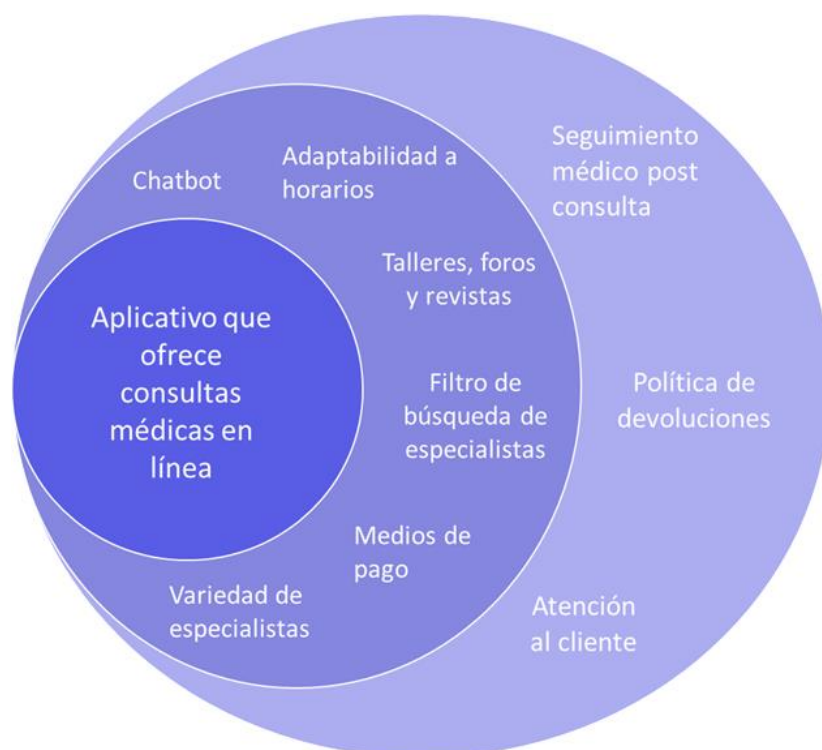 Chatbot
Adaptabilidad a
horarios
Seguimiento
médico post
consulta
Talleres, foros
y revistas
Aplicativo que
ofrece
consultas
médicas en
línea
Filtro de
búsqueda de
especialistas
Política de
devoluciones
Medios de
pago
Variedad de
especialistas
Atención
al cliente